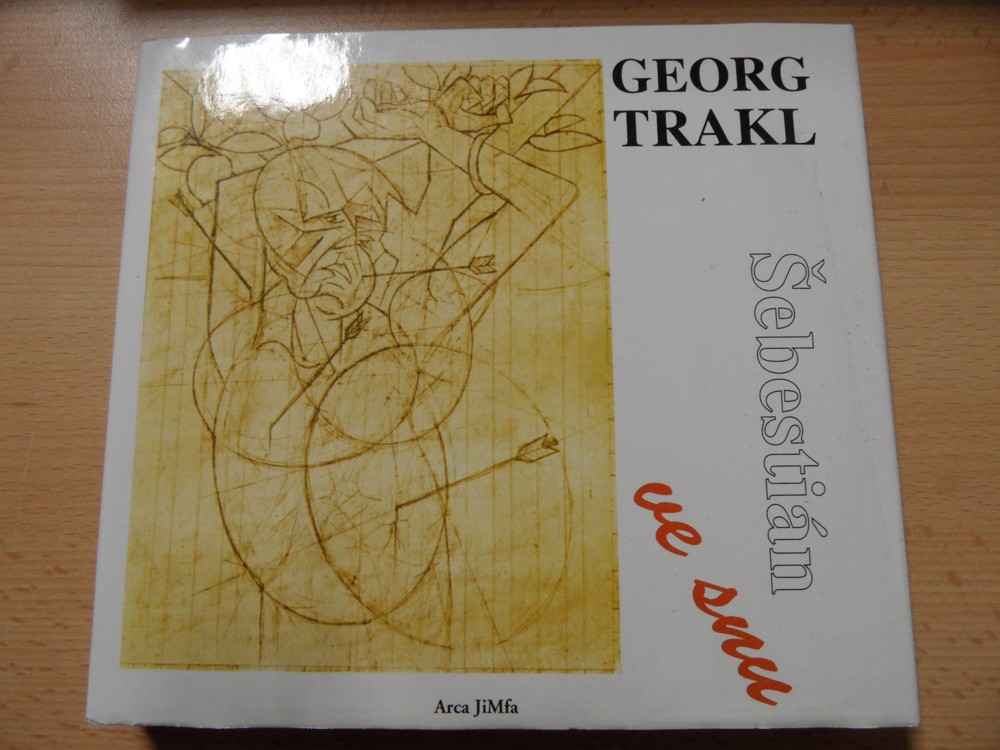 GEORG
TRAKL
Šebestián
ve snu
Arca JiMfa